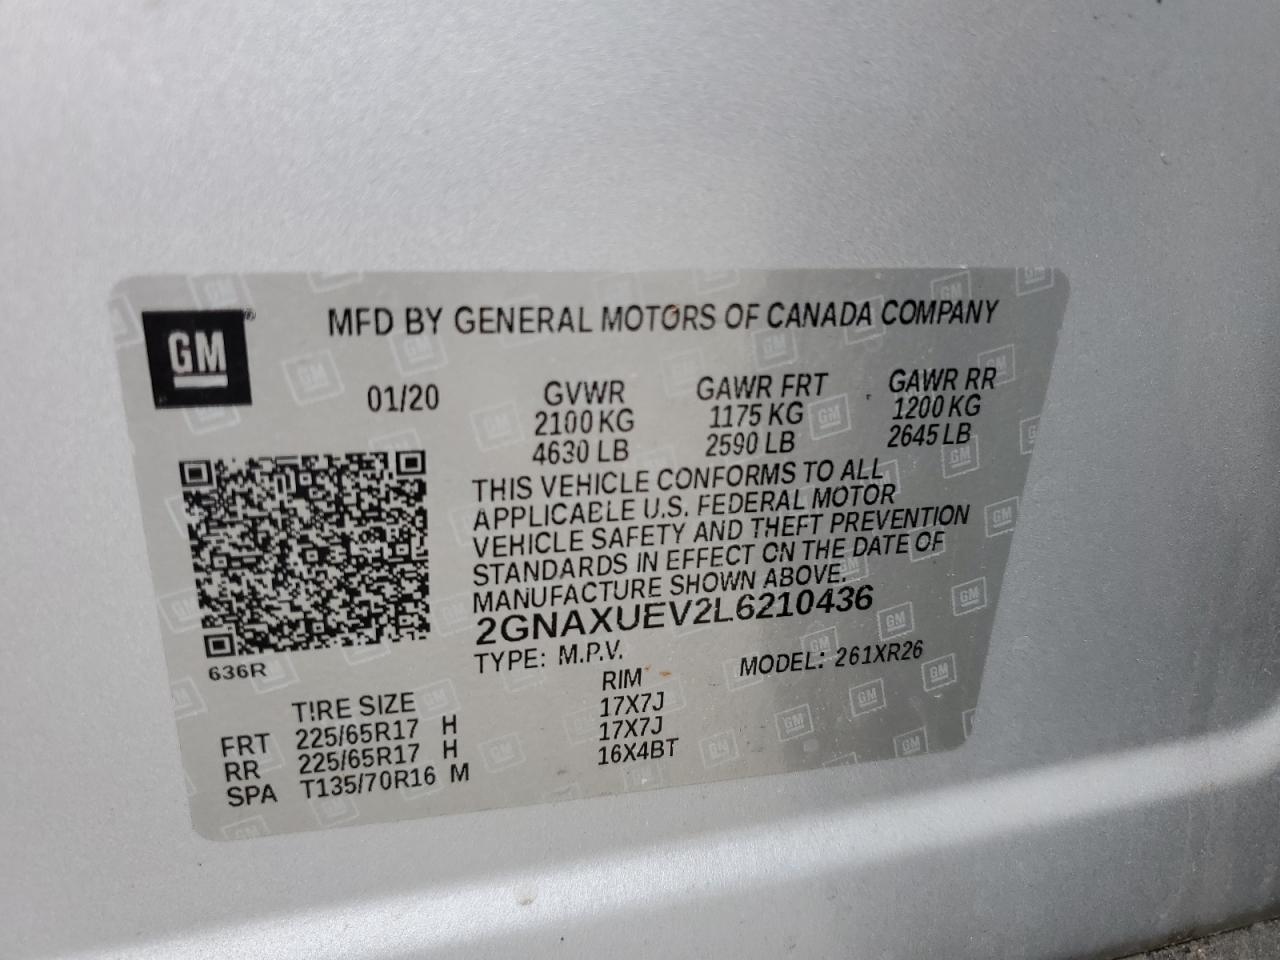 GM ®
MFD BY GENERAL MOTORS OF CANADA COMPANY
01/20
GVWR GAWR FRT GAWR RR
2100 KG 1175 KG 1200 KG
4630 LB 2590 LB 2645 LB
THIS VEHICLE CONFORMS TO ALL
APPLICABLE U.S. FEDERAL MOTOR
VEHICLE SAFETY AND THEFT PREVENTION
STANDARDS IN EFFECT ON THE DATE OF
MANUFACTURE SHOWN ABOVE.
2GNAXUEV2L6210436
636R
TYPE: M.P.V. MODEL: 261XR26
TIRE SIZE RIM
FRT 225/65R17 H 17X7J
RR 225/65R17 H 17X7J
SPA T135/70R16 M 16X4BT